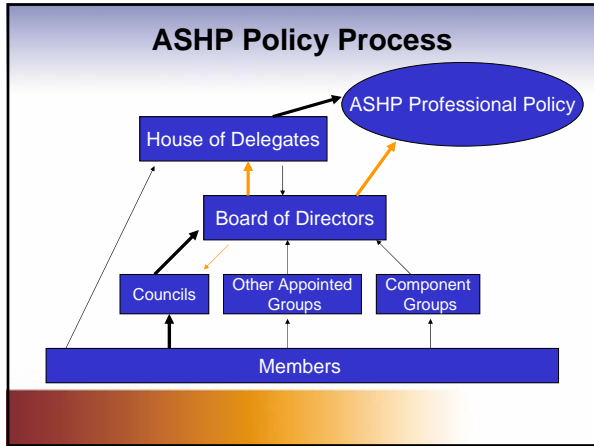 ASHP Policy Process
ASHP Professional Policy
House of Delegates
Board of Directors
Councils
Other Appointed
Groups
Component
Groups
Members